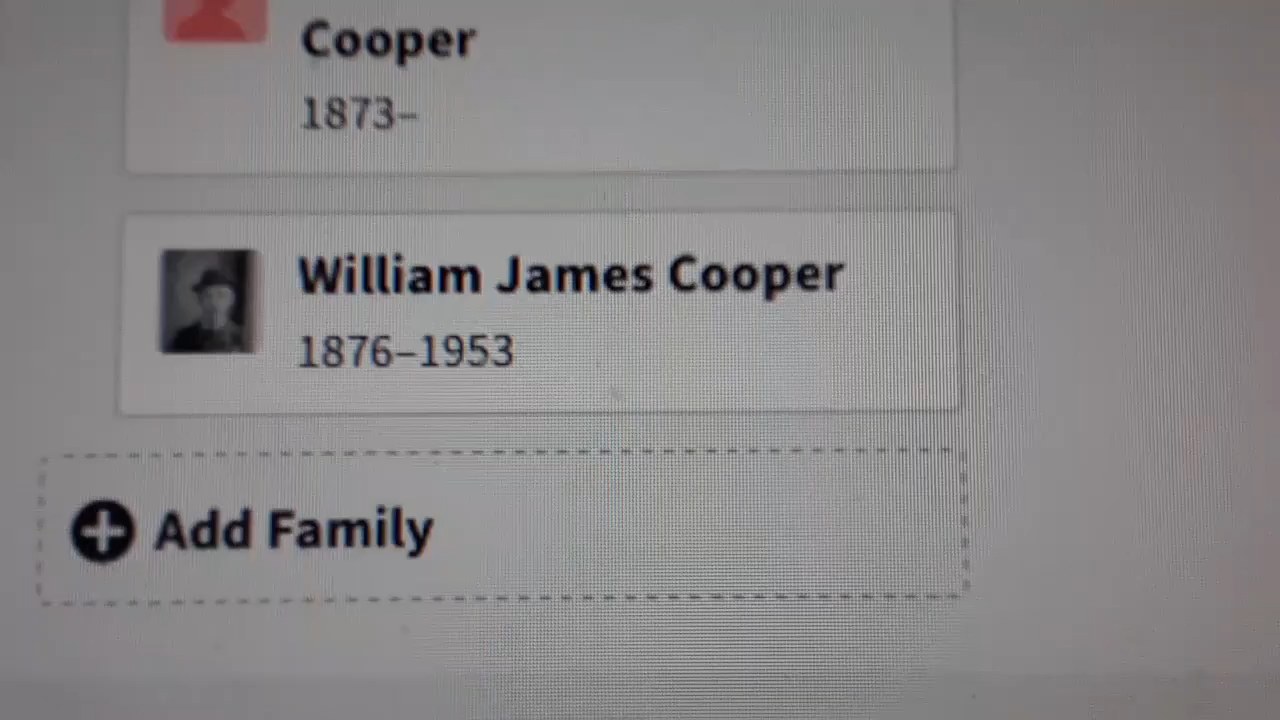 Cooper
1873–
William James Cooper
1876–1953
Add Family